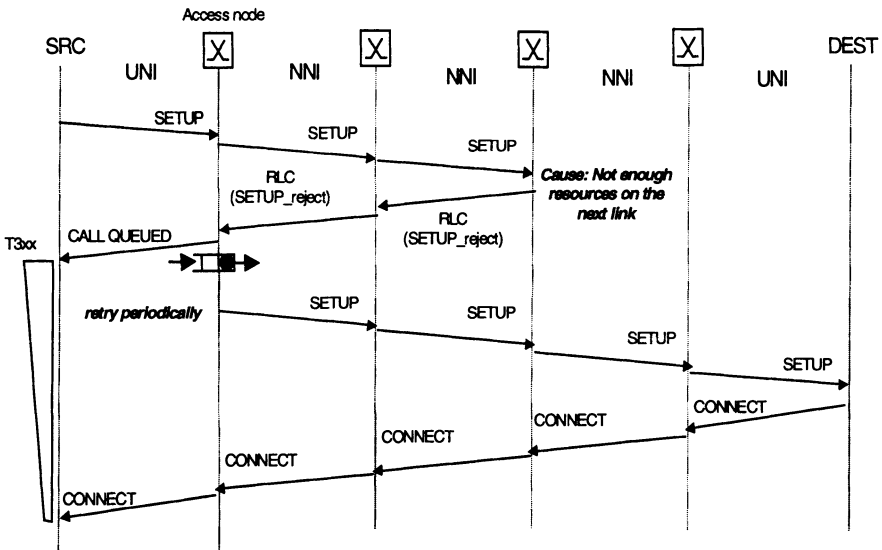 Access node
SRC
DEST
UNI
NNI
NNI
NNI
UNI
SETUP
SETUP
SETUP
Cause: Not enough
resources on the
next link
RLC
(SETUP_reject)
RLC
(SETUP_reject)
T3xx
CALL QUEUED
retry periodically
SETUP
SETUP
SETUP
SETUP
CONNECT
CONNECT
CONNECT
CONNECT
CONNECT